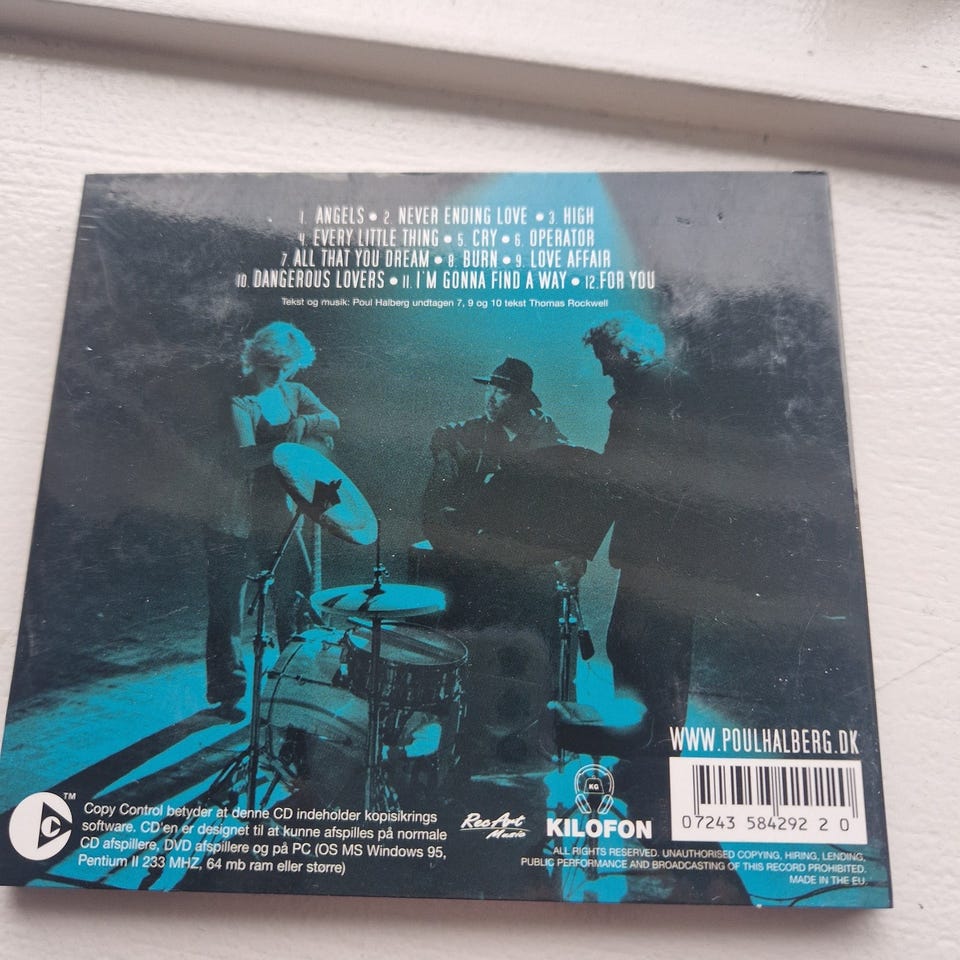 1. ANGELS • 2. NEVER ENDING LOVE • 3. HIGH
4. EVERY LITTLE THING • 5. CRY • 6. OPERATOR
7. ALL THAT YOU DREAM • 8. BURN • 9. LOVE AFFAIR
10. DANGEROUS LOVERS • 11. I'M GONNA FIND A WAY • 12. FOR YOU
Tekst og musik: Poul Halberg undtagen 7, 9 og 10 tekst Thomas Rockwell
WWW.POULHALBERG.DK
TM
C
Copy Control betyder at denne CD indeholder kopisikrings
software. CD'en er designet til at kunne afspilles på normale
CD afspillere, DVD afspillere og på PC (OS MS Windows 95,
Pentium II 233 MHZ, 64 mb ram eller større)
RecArt
Music
KG
KILOFON
0 7243 584292 2 0
ALL RIGHTS RESERVED. UNAUTHORISED COPYING, HIRING, LENDING,
PUBLIC PERFORMANCE AND BROADCASTING OF THIS RECORD PROHIBITED.
MADE IN THE EU.